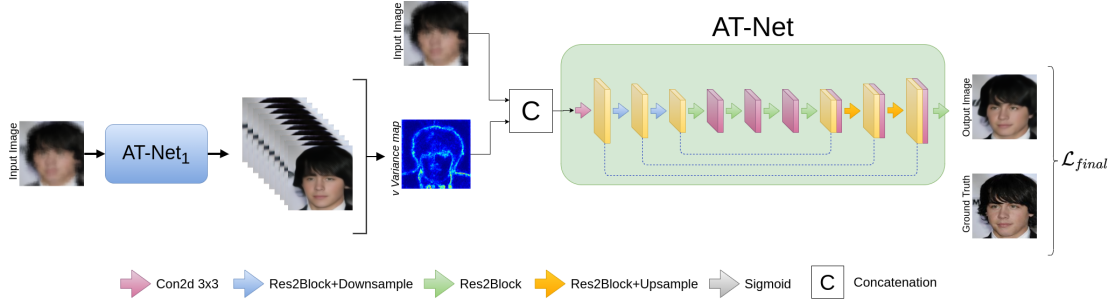 AT-Net
Input Image
Input Image
AT-Net₁
v Variance map
C
Output Image
Ground Truth
𝓛final
Con2d 3x3
Res2Block+Downsample
Res2Block
Res2Block+Upsample
Sigmoid
C
Concatenation